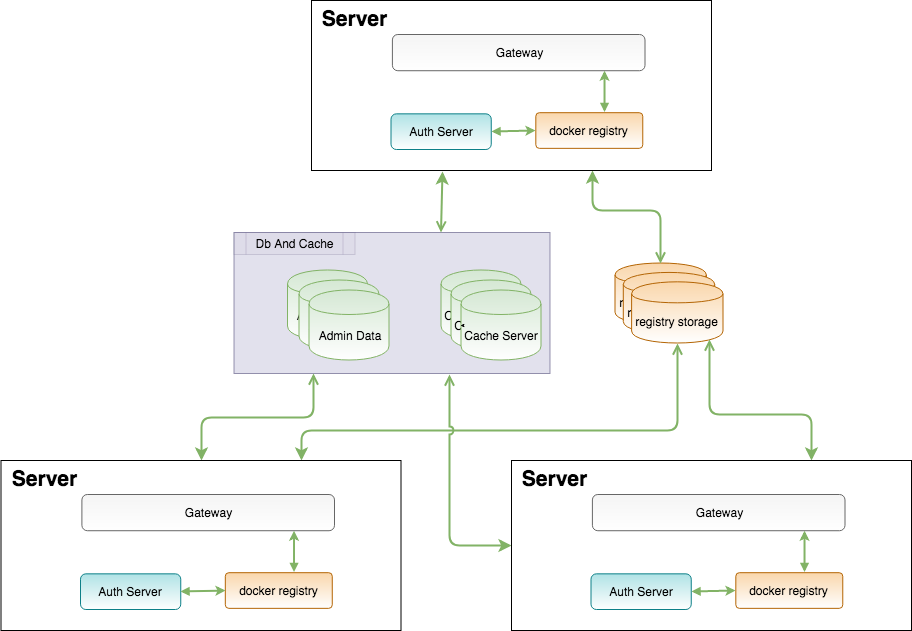 Server
Gateway
Auth Server
docker registry
Db And Cache
Admin Data
Cache Server
registry storage
Server
Gateway
Auth Server
docker registry
Server
Gateway
Auth Server
docker registry